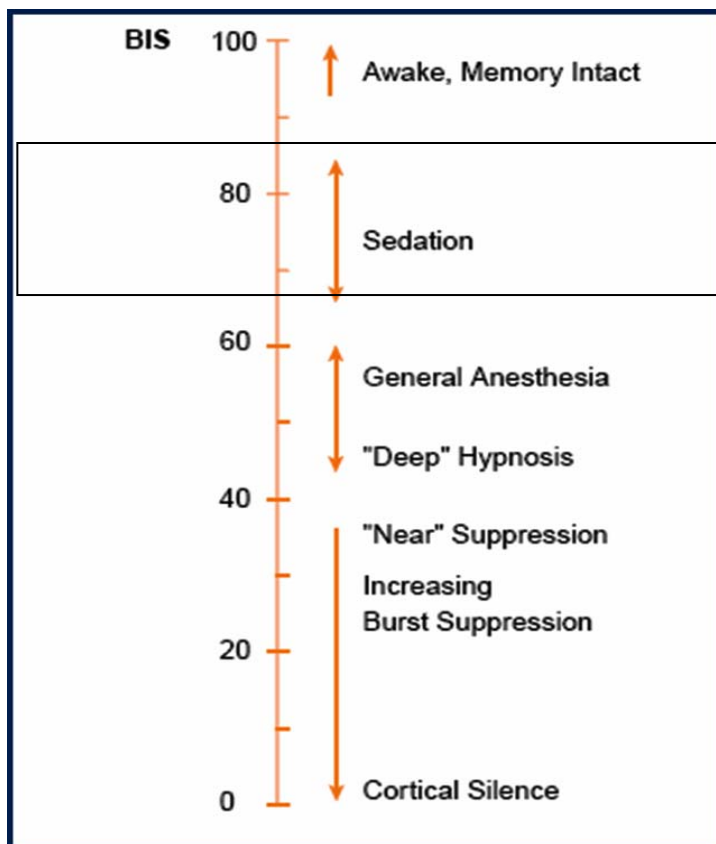 BIS 100
Awake, Memory Intact
80
Sedation
60
General Anesthesia
"Deep" Hypnosis
40
"Near" Suppression
Increasing
Burst Suppression
20
0
Cortical Silence